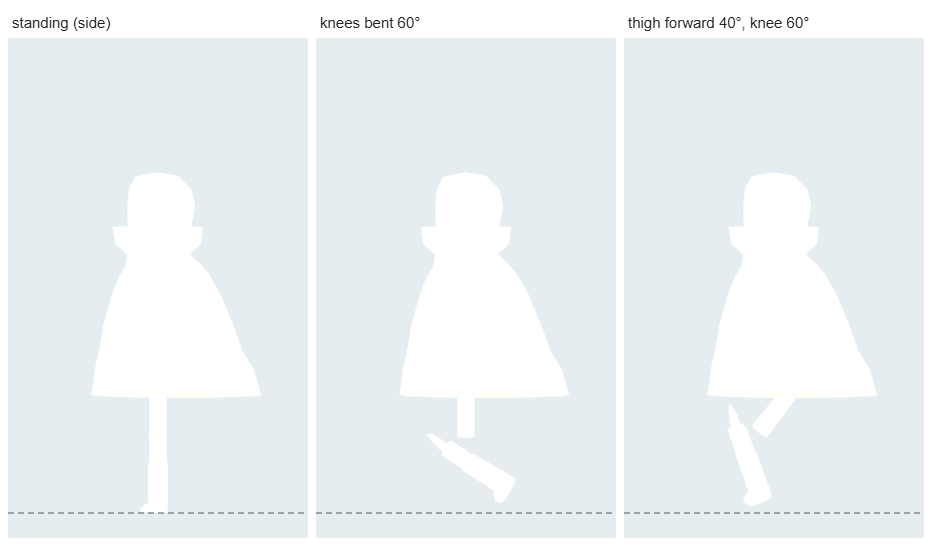 standing (side)
knees bent 60°
thigh forward 40°, knee 60°